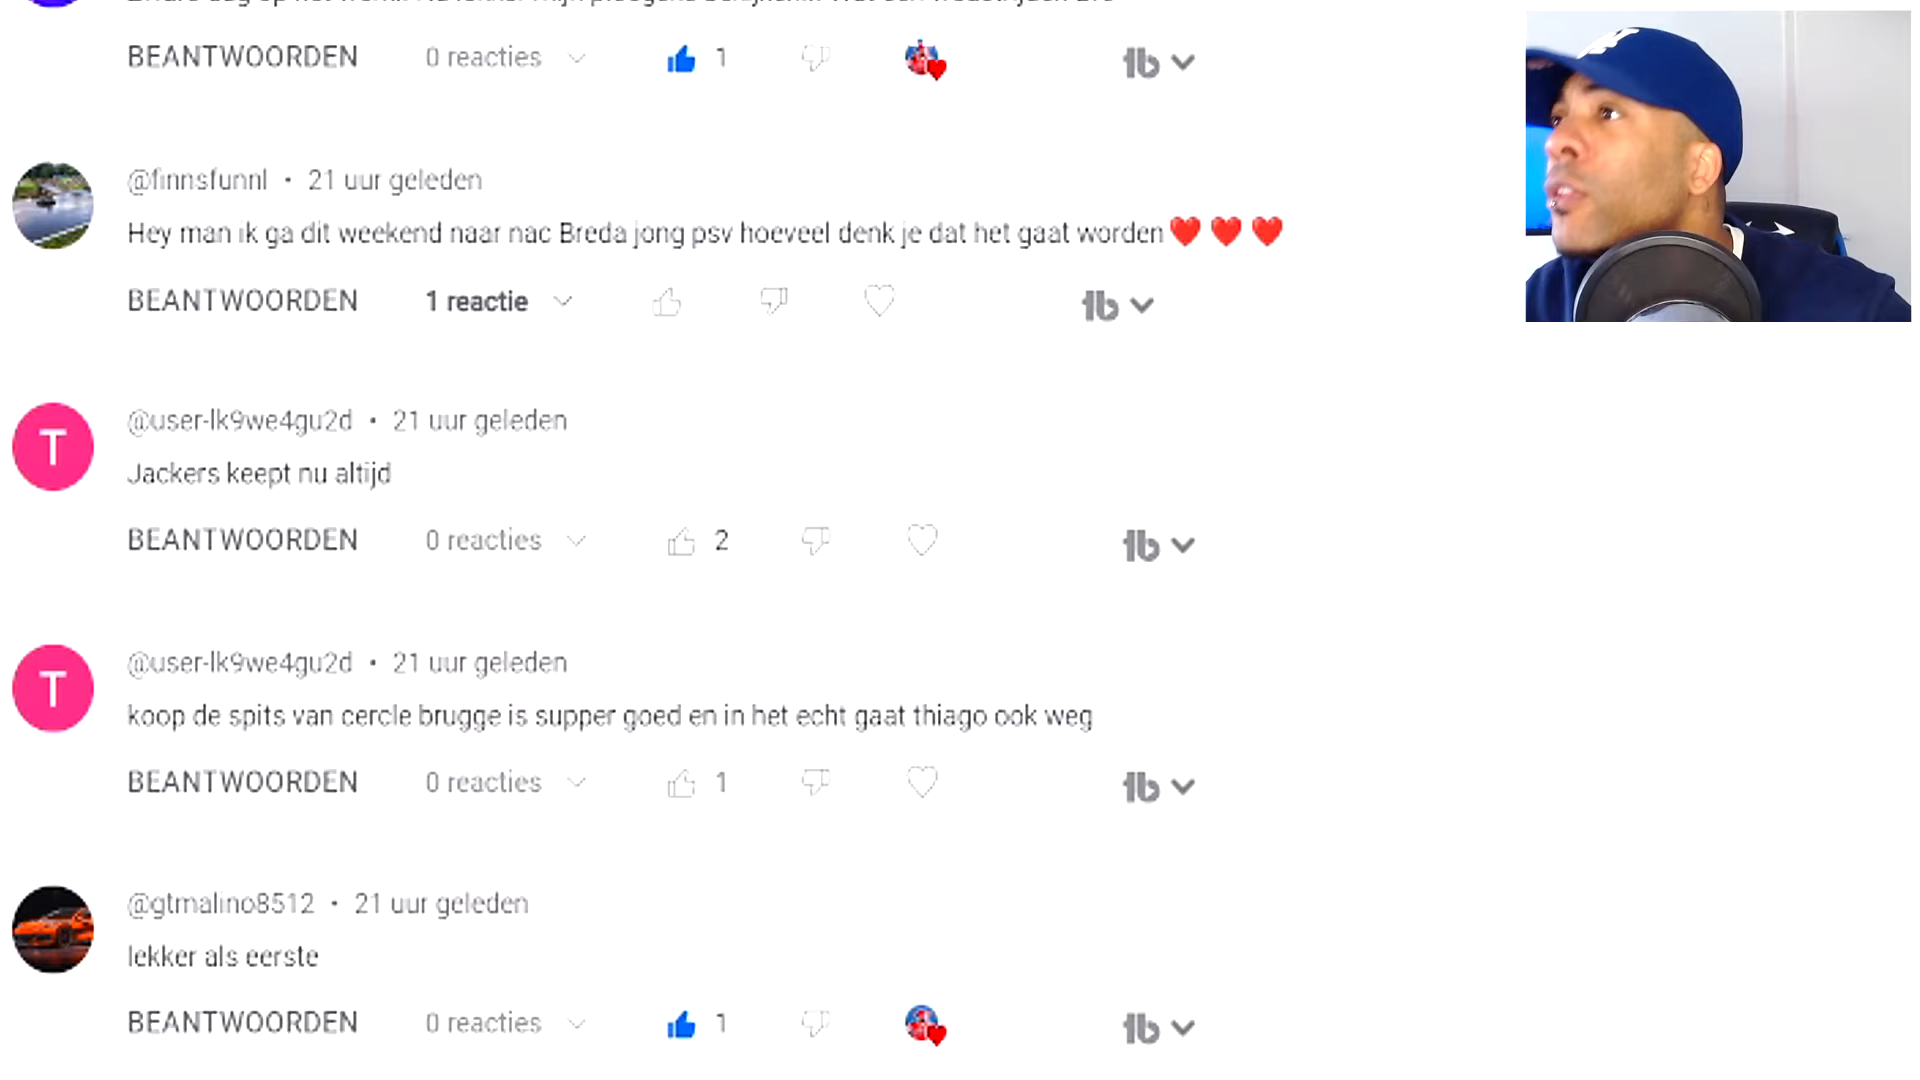 BEANTWOORDEN 0 reacties 1
@finnsfunnl • 21 uur geleden
Hey man ik ga dit weekend naar nac Breda jong psv hoeveel denk je dat het gaat worden ❤️ ❤️ ❤️
BEANTWOORDEN 1 reactie
T
@user-lk9we4gu2d • 21 uur geleden
Jackers keept nu altijd
BEANTWOORDEN 0 reacties 2
T
@user-lk9we4gu2d • 21 uur geleden
koop de spits van cercle brugge is supper goed en in het echt gaat thiago ook weg
BEANTWOORDEN 0 reacties 1
@gtmalino8512 • 21 uur geleden
lekker als eerste
BEANTWOORDEN 0 reacties 1